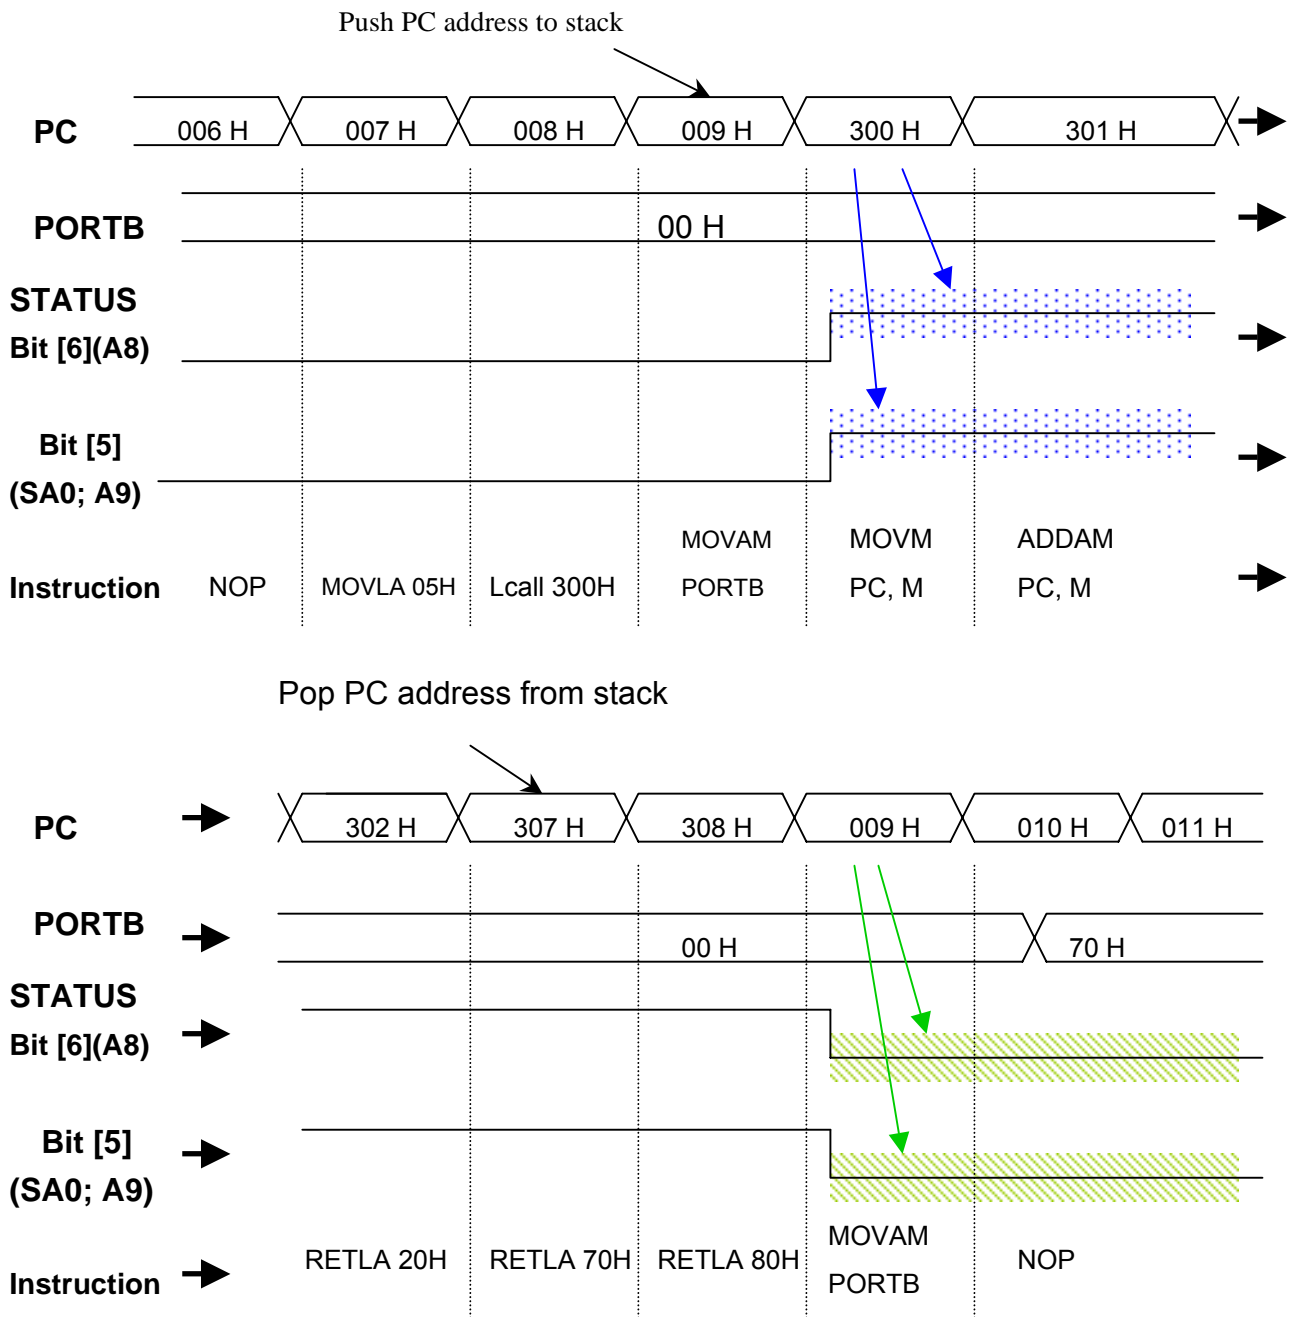 Push PC address to stack
PC 006 H 007 H 008 H 009 H 300 H 301 H
PORTB 00 H
STATUS
Bit [6](A8)
Bit [5]
(SA0; A9)
MOVAM MOVM ADDAM
Instruction NOP MOVLA 05H Lcall 300H PORTB PC, M PC, M
Pop PC address from stack
PC 302 H 307 H 308 H 009 H 010 H 011 H
PORTB 00 H 70 H
STATUS
Bit [6](A8)
Bit [5]
(SA0; A9)
MOVAM
RETLA 20H RETLA 70H RETLA 80H NOP
Instruction PORTB